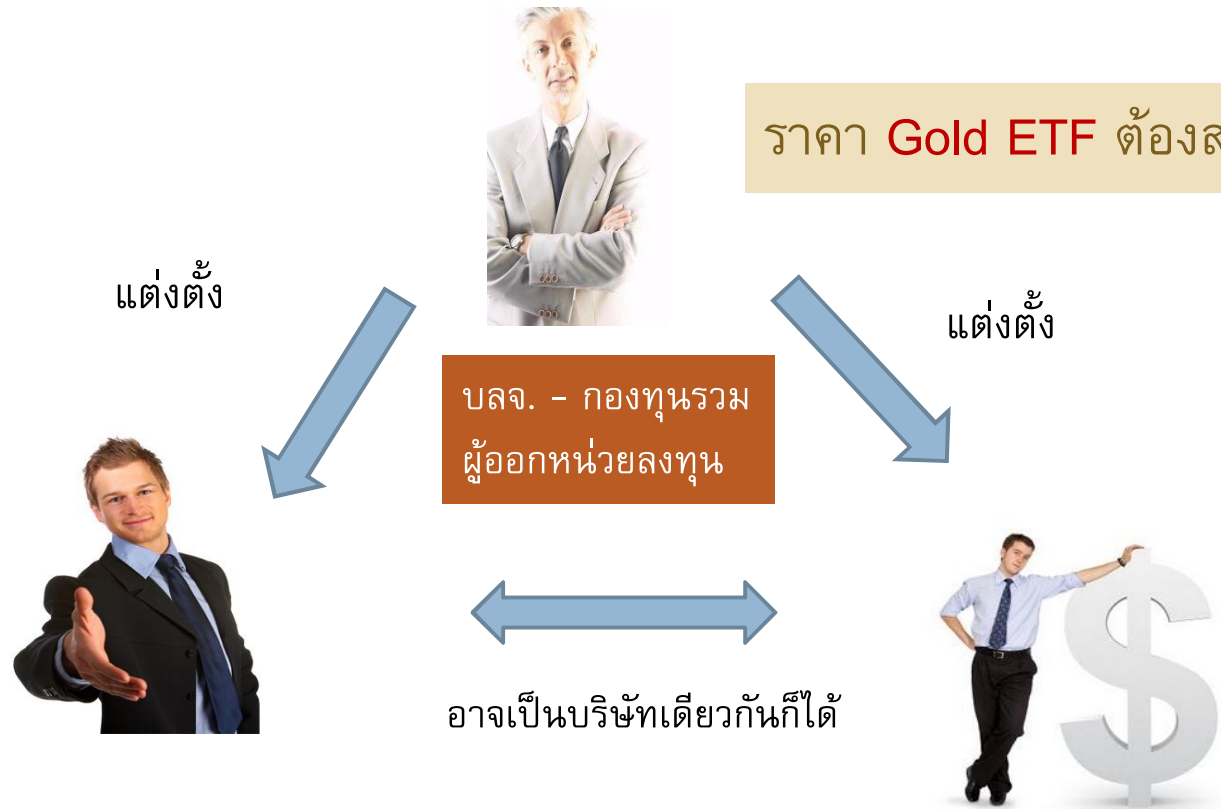 ราคา Gold ETF ต้อง
แต่งตั้ง
แต่งตั้ง
บลจ. – กองทุนรวม
ผู้ออกหน่วยลงทุน
อาจเป็นบริษัทเดียวกันก็ได้